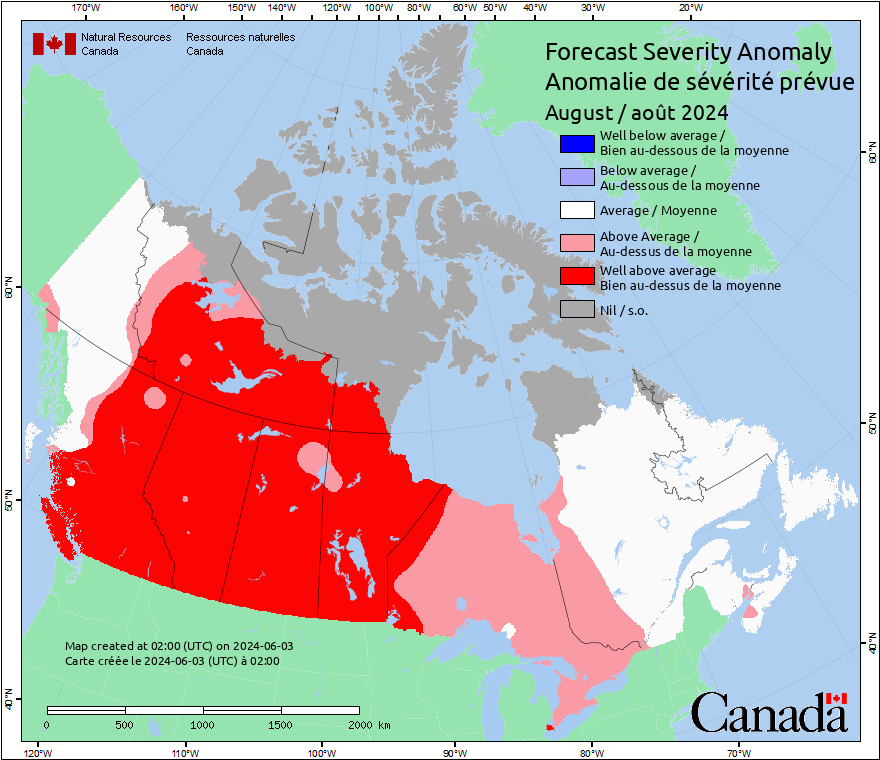 170°W 160°W 150°W 140°W 120°W 110°W 100°W 90°W 80°W 60°W 50°W 40°W 30°W 20°W
Natural Resources Canada
Ressources naturelles Canada
Forecast Severity Anomaly
Anomalie de sévérité prévue
August / août 2024
Well below average /
Bien au-dessous de la moyenne
Below average /
Au-dessous de la moyenne
Average / Moyenne
Above Average /
Au-dessus de la moyenne
Well above average
Bien au-dessus de la moyenne
Nil / s.o.
60°N
60°N
50°N
50°N
40°N
40°N
Map created at 02:00 (UTC) on 2024-06-03
Carte créée le 2024-06-03 (UTC) à 02:00
0 500 1000 1500 2000 km
Canada
120°W 110°W 100°W 90°W 80°W 70°W